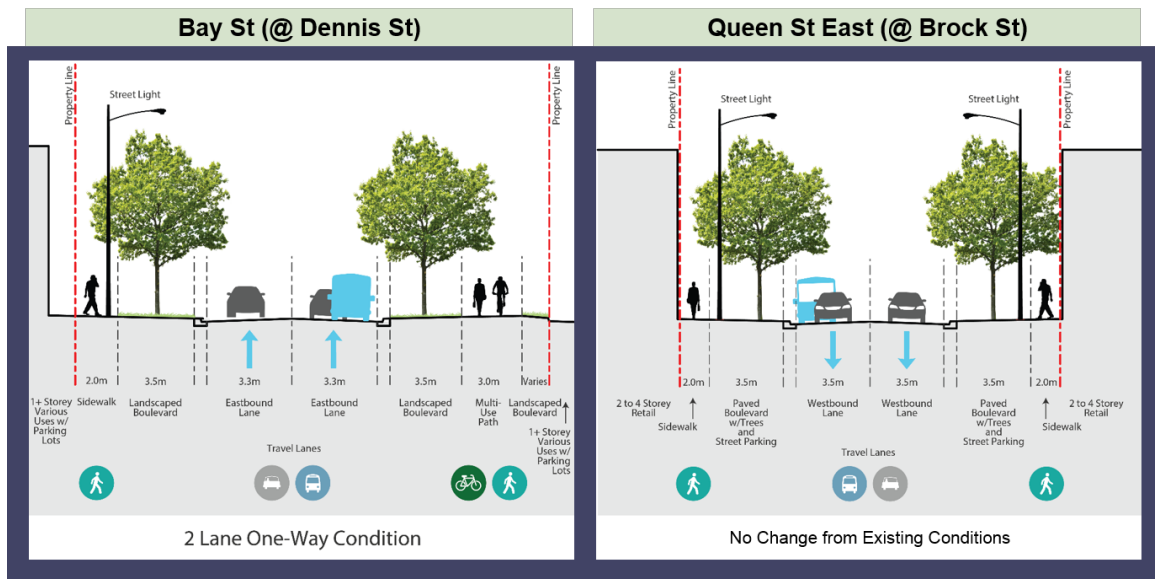 Bay St (@ Dennis St)
Property Line
Street Light
Property Line
2.0m
3.5m
3.3m
3.3m
3.5m
3.0m
Varies
1+ Storey
Various
Uses w/
Parking
Lots
Sidewalk
Landscaped
Boulevard
Eastbound
Lane
Eastbound
Lane
Landscaped
Boulevard
Multi-
Use
Path
Landscaped
Boulevard
1+ Storey
Various
Uses w/
Parking
Lots
Travel Lanes
2 Lane One-Way Condition
Queen St East (@ Brock St)
Property Line
Street Light
Street Light
Property Line
2.0m
3.5m
3.5m
3.5m
3.5m
2.0m
2 to 4 Storey
Retail
Sidewalk
Paved
Boulevard
w/Trees
and
Street Parking
Westbound
Lane
Westbound
Lane
Paved
Boulevard
w/Trees
and
Street Parking
Sidewalk
2 to 4 Storey
Retail
Travel Lanes
No Change from Existing Conditions